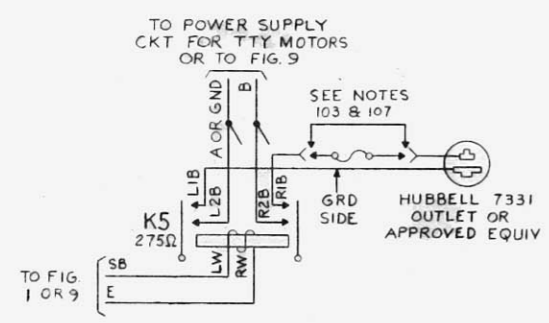 TO POWER SUPPLY
CKT FOR TTY MOTORS
OR TO FIG. 9
A OR GND
B
SEE NOTES
103 & 107
L1B
L2B
R2B
R1B
GRD
SIDE
HUBBELL 7331
OUTLET OR
APPROVED EQUIV
K5
275Ω
LW
RW
TO FIG.
1 OR 9
SB
E